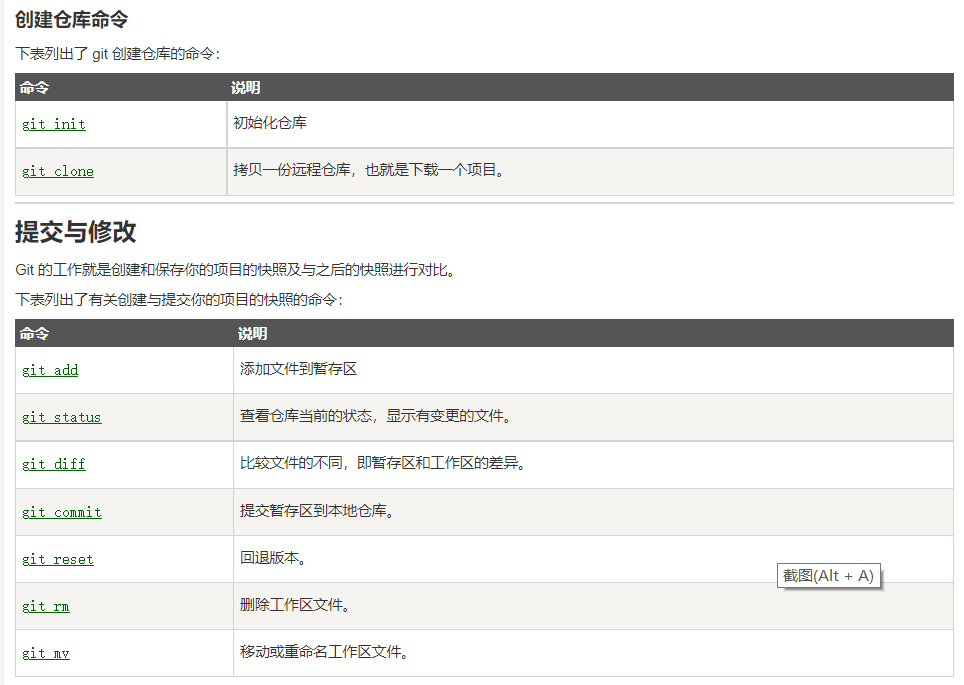 创建仓库命令
下表列出了 git 创建仓库的命令：
命令 说明
git init 初始化仓库
git clone 拷贝一份远程仓库，也就是下载一个项目。
提交与修改
Git 的工作就是创建和保存你的项目的快照及与之后的快照进行对比。
下表列出了有关创建与提交你的项目的快照的命令：
命令 说明
git add 添加文件到暂存区
git status 查看仓库当前的状态，显示有变更的文件。
git diff 比较文件的不同，即暂存区和工作区的差异。
git commit 提交暂存区到本地仓库。
git reset 回退版本。
截图(Alt + A)
git rm 删除工作区文件。
git mv 移动或重命名工作区文件。